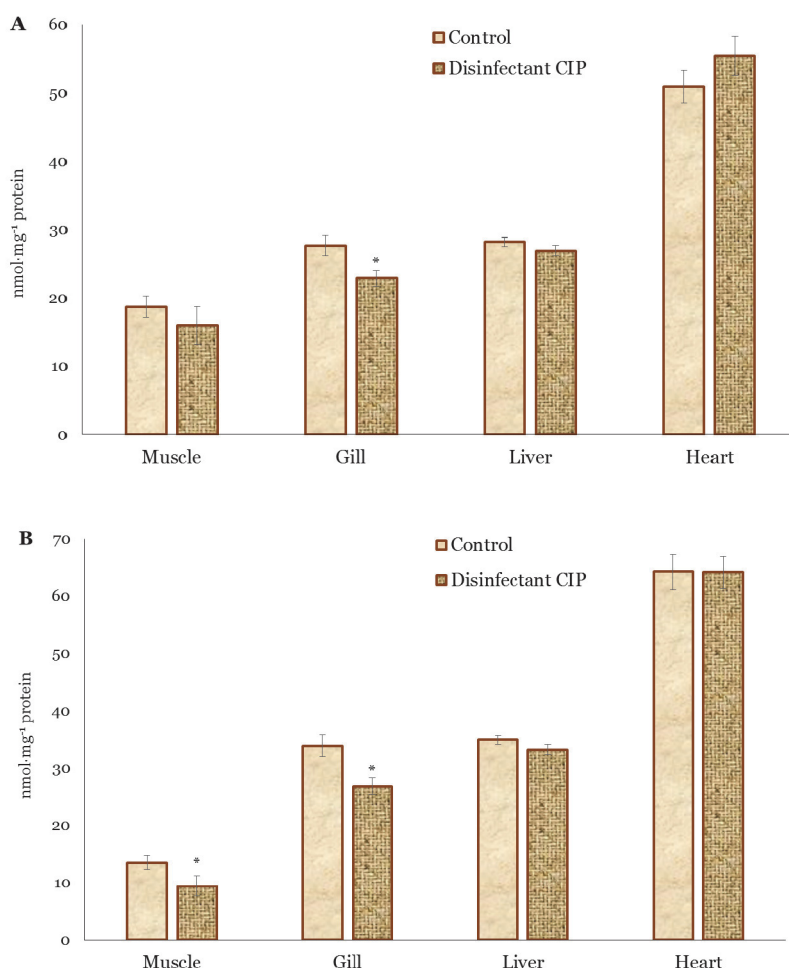 A
60
50
40
30
20
10
0
nmol·mg⁻¹ protein
Control
Disinfectant CIP
*
Muscle Gill Liver Heart
B
70
60
50
40
30
20
10
0
nmol·mg⁻¹ protein
Control
Disinfectant CIP
*
*
Muscle Gill Liver Heart